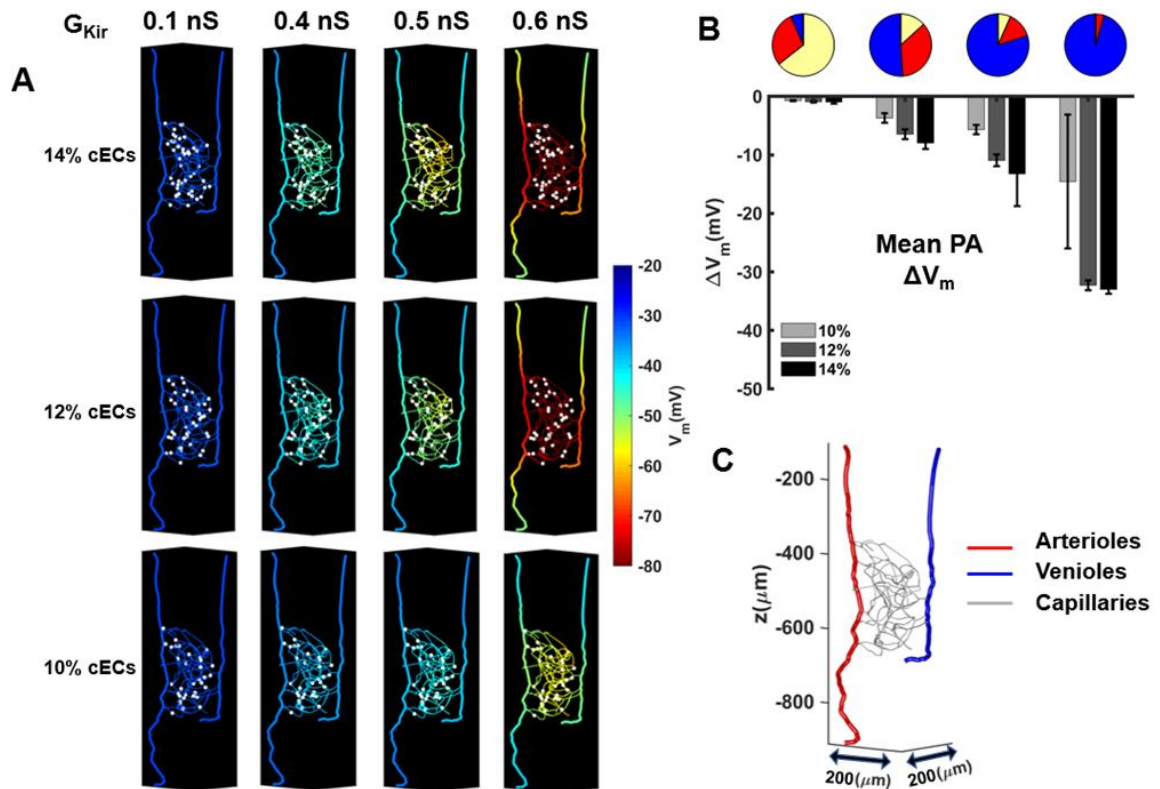 G_Kir 0.1 nS 0.4 nS 0.5 nS 0.6 nS
A
14% cECs
12% cECs
10% cECs
-20
-30
-40
-50
-60
-70
-80
V_m(mV)
B
0
-10
-20
-30
-40
-50
ΔV_m(mV)
Mean PA
ΔV_m
10%
12%
14%
C
-200
-400
-600
-800
z(μm)
Arterioles
Venioles
Capillaries
200(μm)
200(μm)